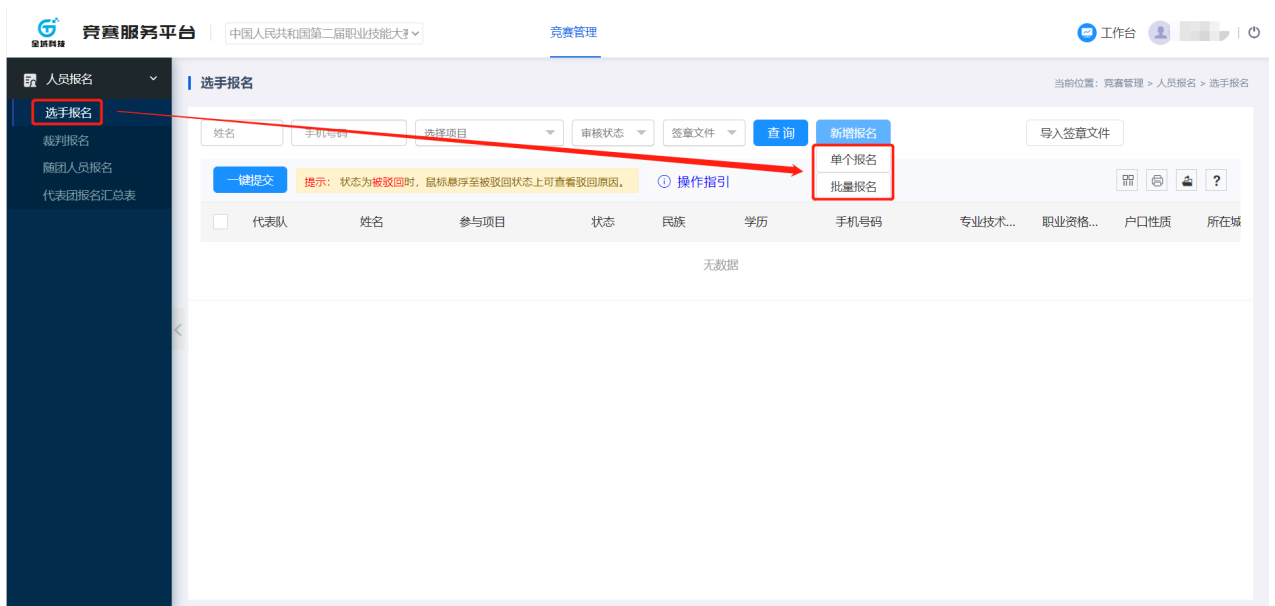 全域科技
竞赛服务平台
中国人民共和国第二届职业技能大
竞赛管理
工作台
人员报名
选手报名
裁判报名
随团人员报名
代表团报名汇总表
选手报名
当前位置：竞赛管理 > 人员报名 > 选手报名
姓名 手机号码 选择项目 审核状态 签章文件 查询 新增报名 导入签章文件
单个报名
批量报名
一键提交 提示： 状态为被驳回时，鼠标悬浮至被驳回状态上可查看驳回原因。 操作指引 ?
代表队 姓名 参与项目 状态 民族 学历 手机号码 专业技术... 职业资格... 户口性质 所在城
无数据